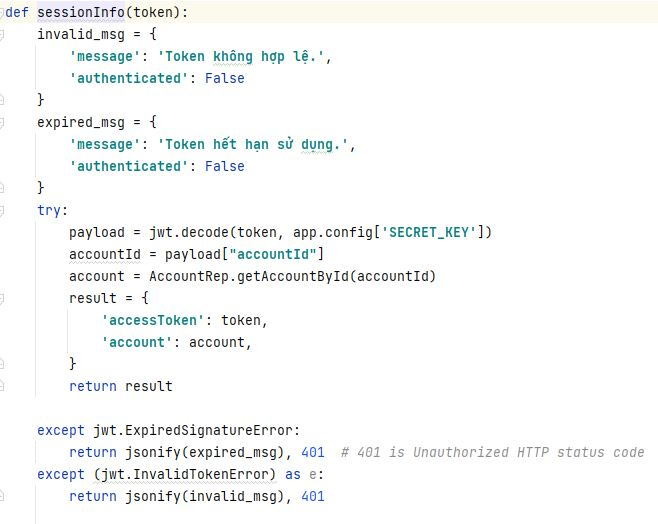 def sessionInfo(token):
    invalid_msg = {
        'message': 'Token không hợp lệ.',
        'authenticated': False
    }
    expired_msg = {
        'message': 'Token hết hạn sử dụng.',
        'authenticated': False
    }
    try:
        payload = jwt.decode(token, app.config['SECRET_KEY'])
        accountId = payload["accountId"]
        account = AccountRep.getAccountById(accountId)
        result = {
            'accessToken': token,
            'account': account,
        }
        return result

    except jwt.ExpiredSignatureError:
        return jsonify(expired_msg), 401  # 401 is Unauthorized HTTP status code
    except (jwt.InvalidTokenError) as e:
        return jsonify(invalid_msg), 401